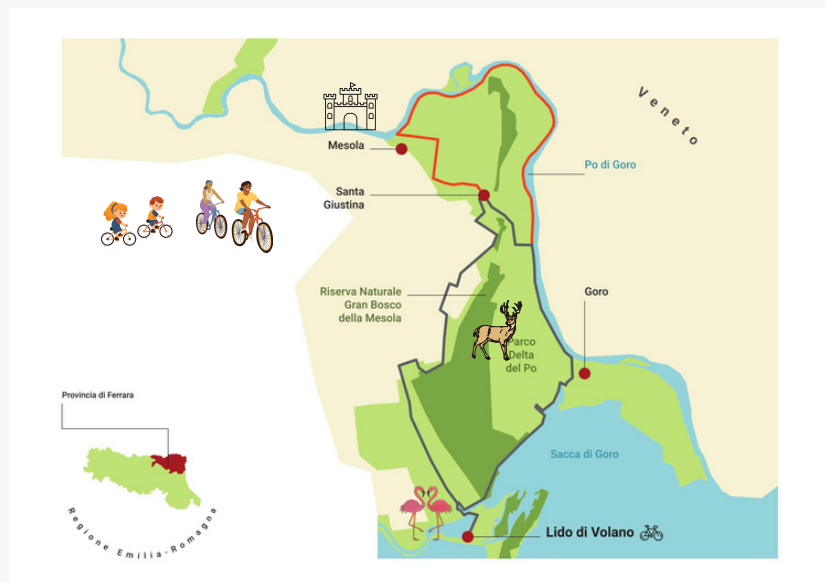 Veneto
Mesola
Po di Goro
Santa
Giustina
Riserva Naturale
Gran Bosco
della Mesola
Goro
Parco
Delta
del Po
Provincia di Ferrara
Sacca di Goro
Regione Emilia-Romagna
Lido di Volano